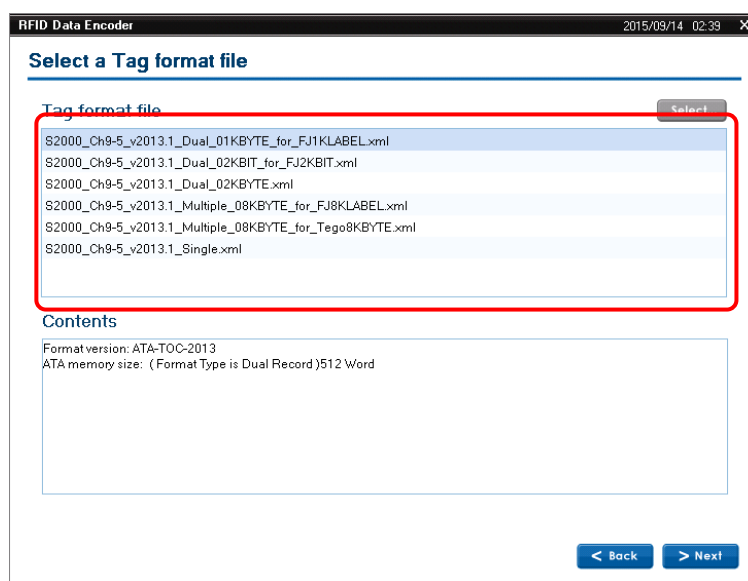 RFID Data Encoder 2015/09/14 02:39 X
Select a Tag format file
Tag format file Select
S2000_Ch9-5_v2013.1_Dual_01KBYTE_for_FJ1KLABEL.xml
S2000_Ch9-5_v2013.1_Dual_02KBIT_for_FJ2KBIT.xml
S2000_Ch9-5_v2013.1_Dual_02KBYTE.xml
S2000_Ch9-5_v2013.1_Multiple_08KBYTE_for_FJ8KLABEL.xml
S2000_Ch9-5_v2013.1_Multiple_08KBYTE_for_Tego8KBYTE.xml
S2000_Ch9-5_v2013.1_Single.xml
Contents
Format version: ATA-TOC-2013
ATA memory size: ( Format Type is Dual Record )512 Word
< Back > Next